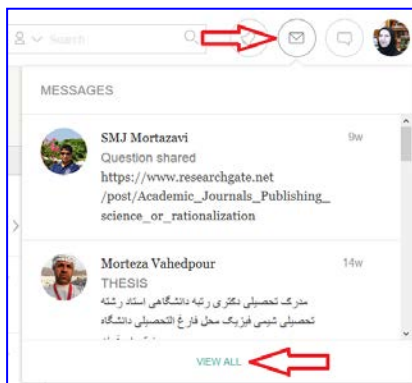 Search
MESSAGES
SMJ Mortazavi
9w
Question shared
https://www.researchgate.net
/post/Academic_Journals_Publishing_
science_or_rationalization
Morteza Vahedpour
14w
THESIS
مدرک تحصیلی دکتری رتبه دانشگاهی استاد رشته
تحصیلی شیمی فیزیک محل فارغ التحصیلی دانشگاه
VIEW ALL